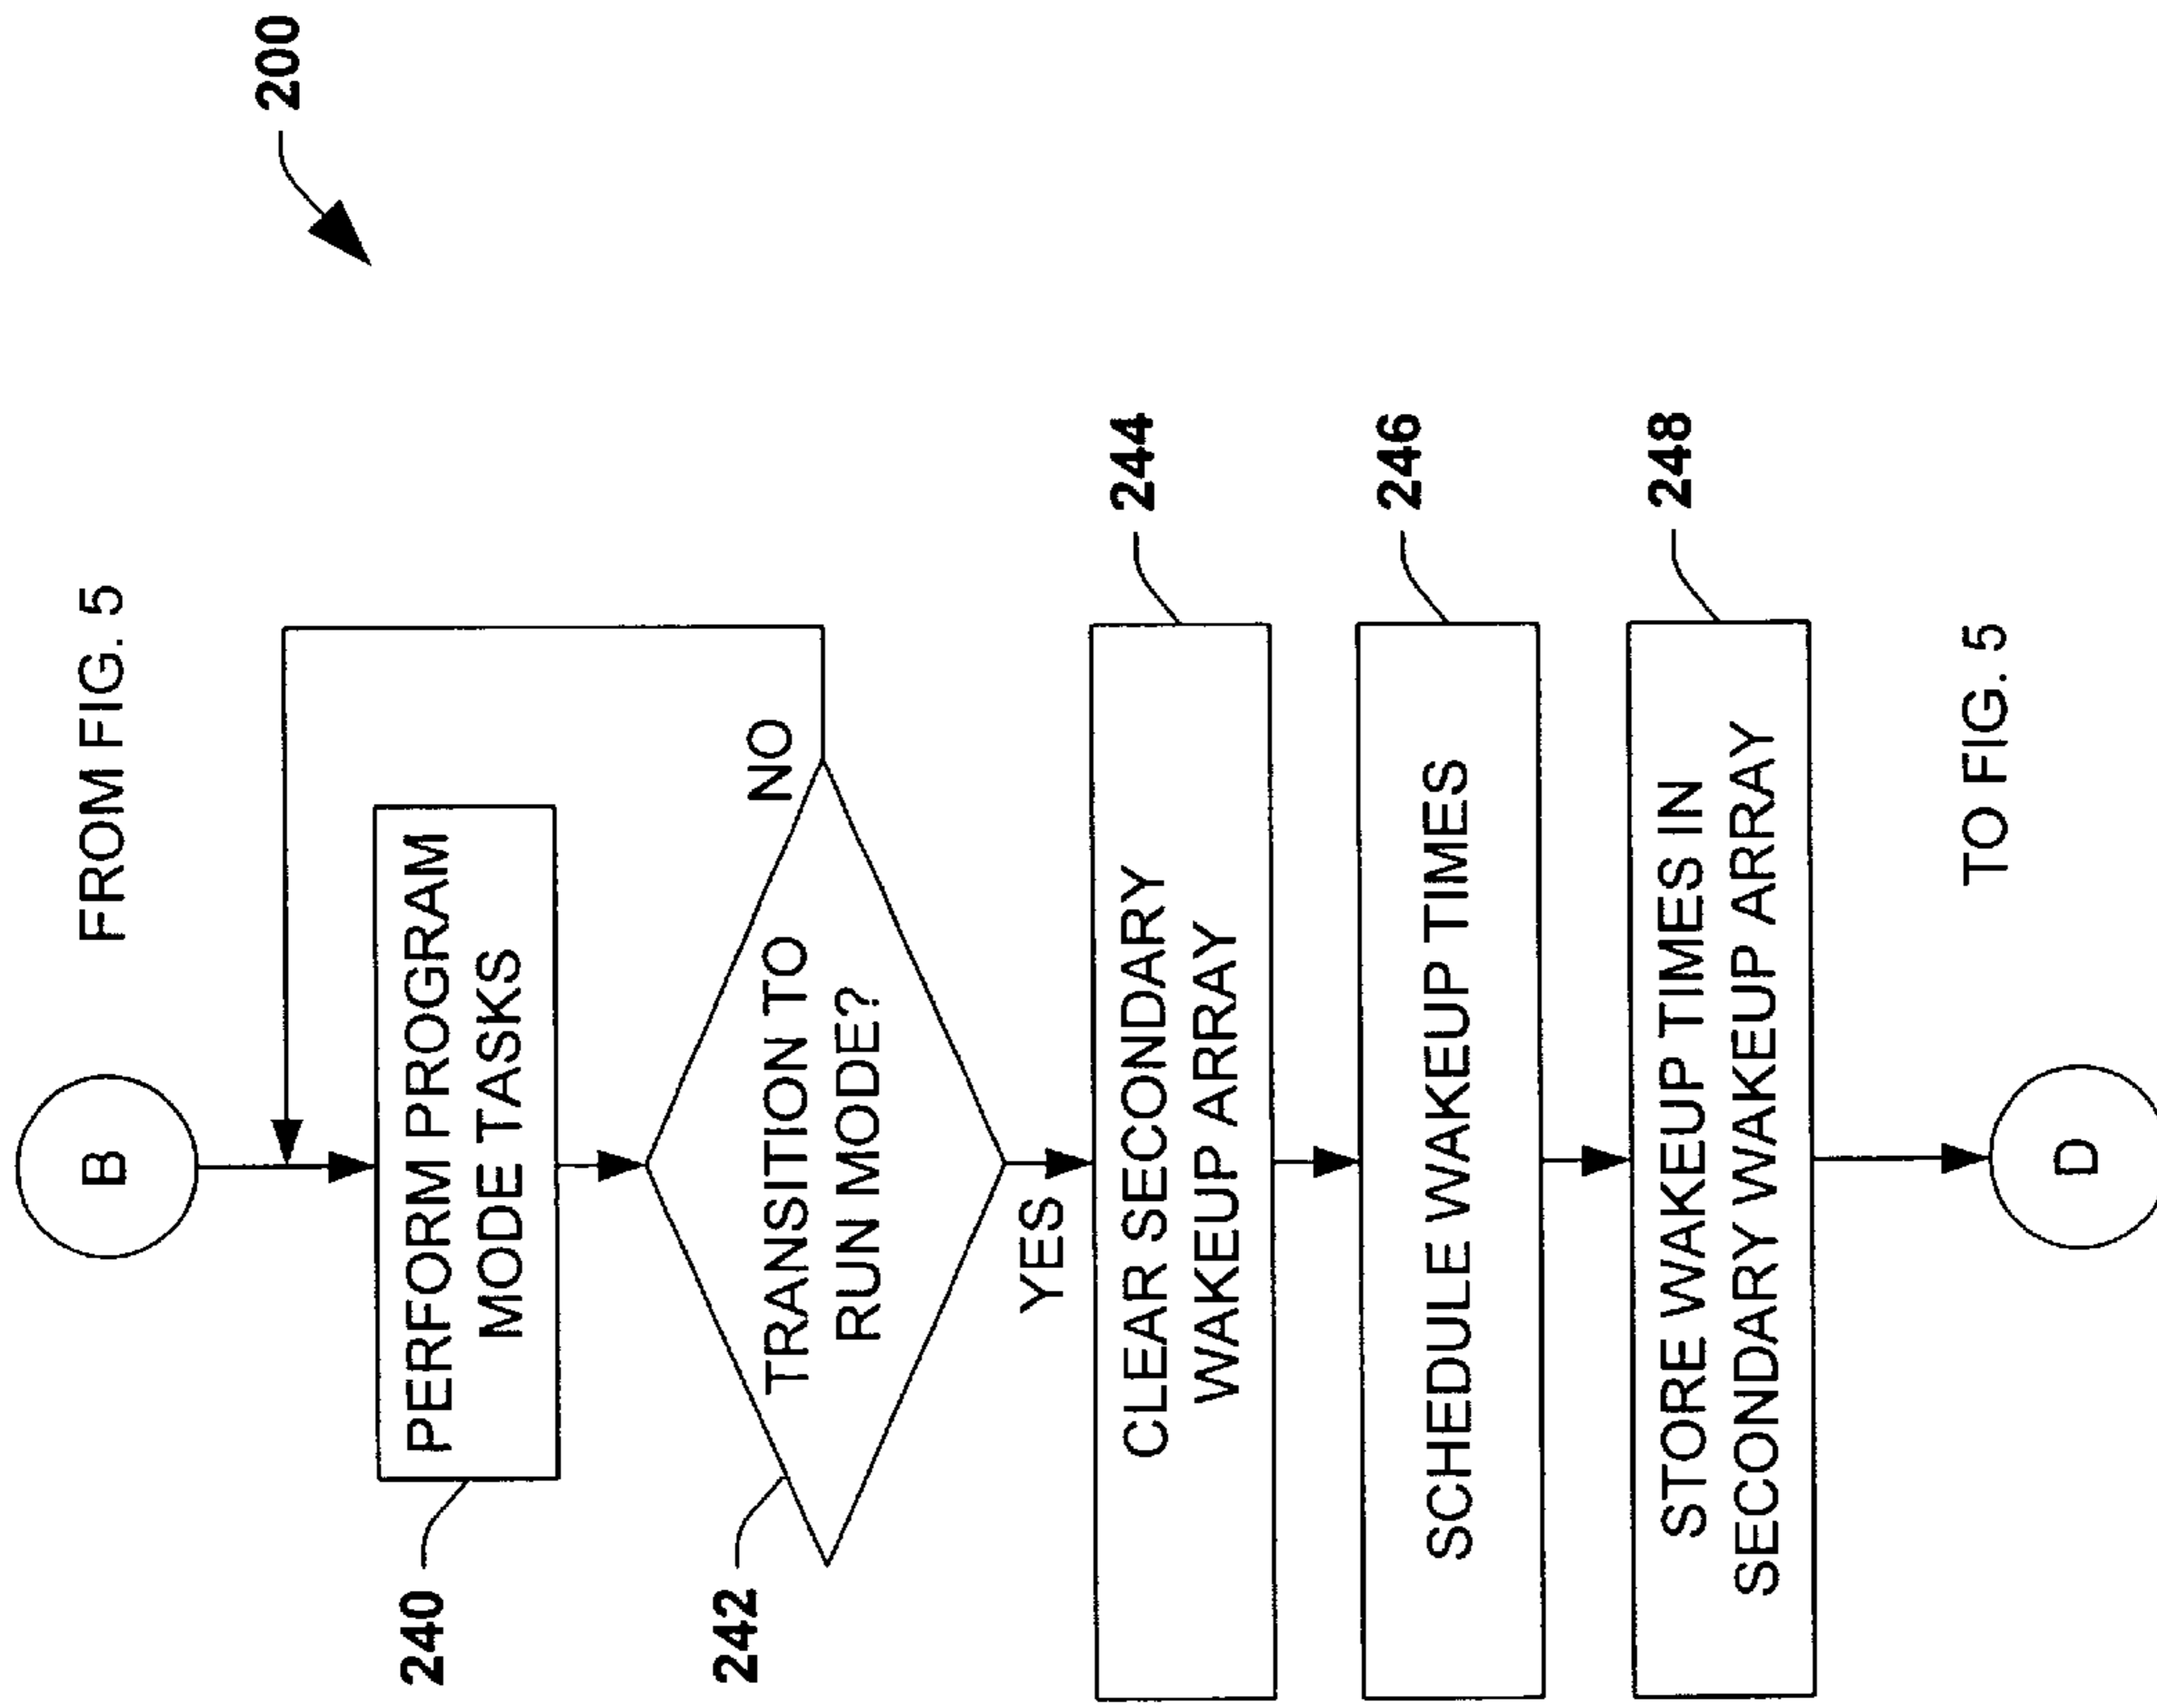 200
FROM FIG. 5
B
240
PERFORM PROGRAM
MODE TASKS
242
TRANSITION TO
RUN MODE?
NO
YES
244
CLEAR SECONDARY
WAKEUP ARRAY
246
SCHEDULE WAKEUP TIMES
248
STORE WAKEUP TIMES IN
SECONDARY WAKEUP ARRAY
TO FIG. 5
D